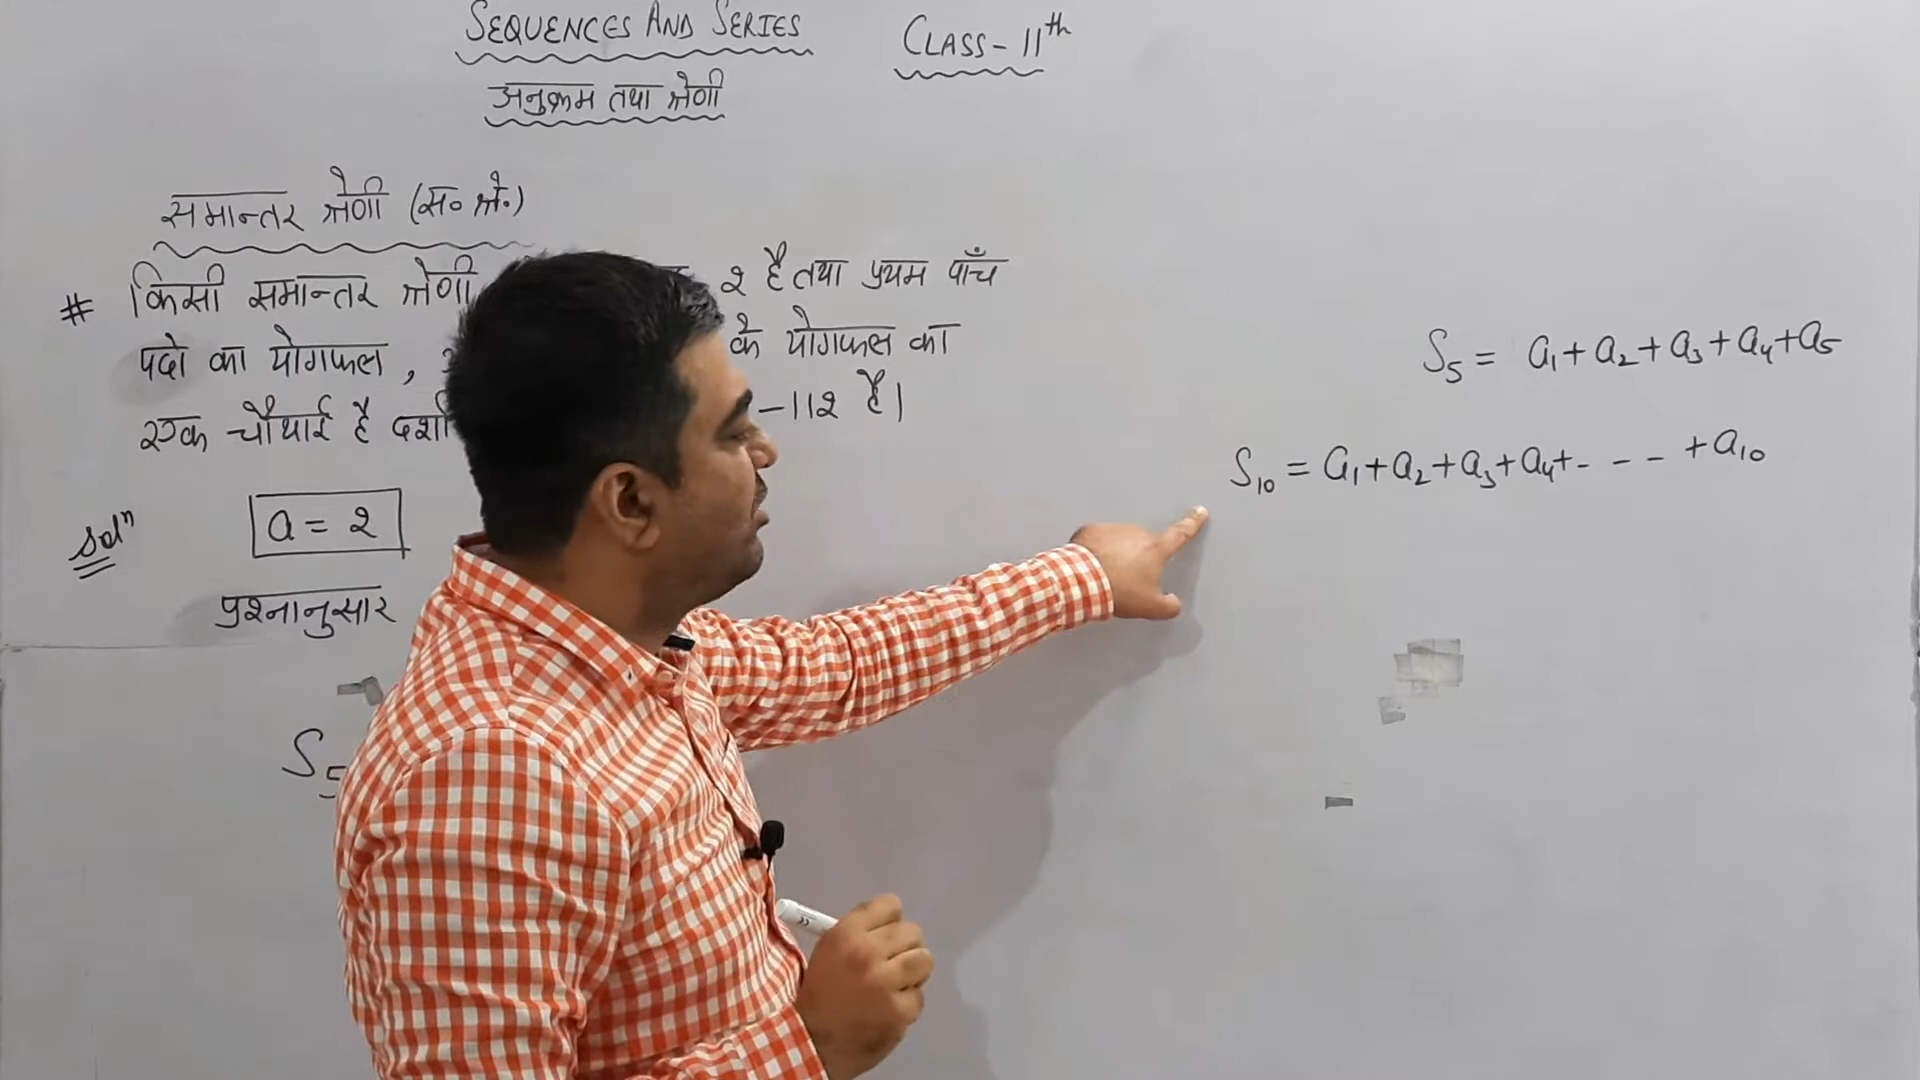 SEQUENCES AND SERIES
CLASS-11th
अनुक्रम तथा श्रेणी
समान्तर श्रेणी (स० श्रे०)
# किसी समान्तर श्रेणी 2 है तथा प्रथम पाँच
पदो का योगफल, के योगफल का
एक चौथाई है -112 है।
Solⁿ a = 2
प्रश्नानुसार
S₅
S₅ = a₁+a₂+a₃+a₄+a₅
S₁₀ = a₁+a₂+a₃+a₄+- - - - +a₁₀